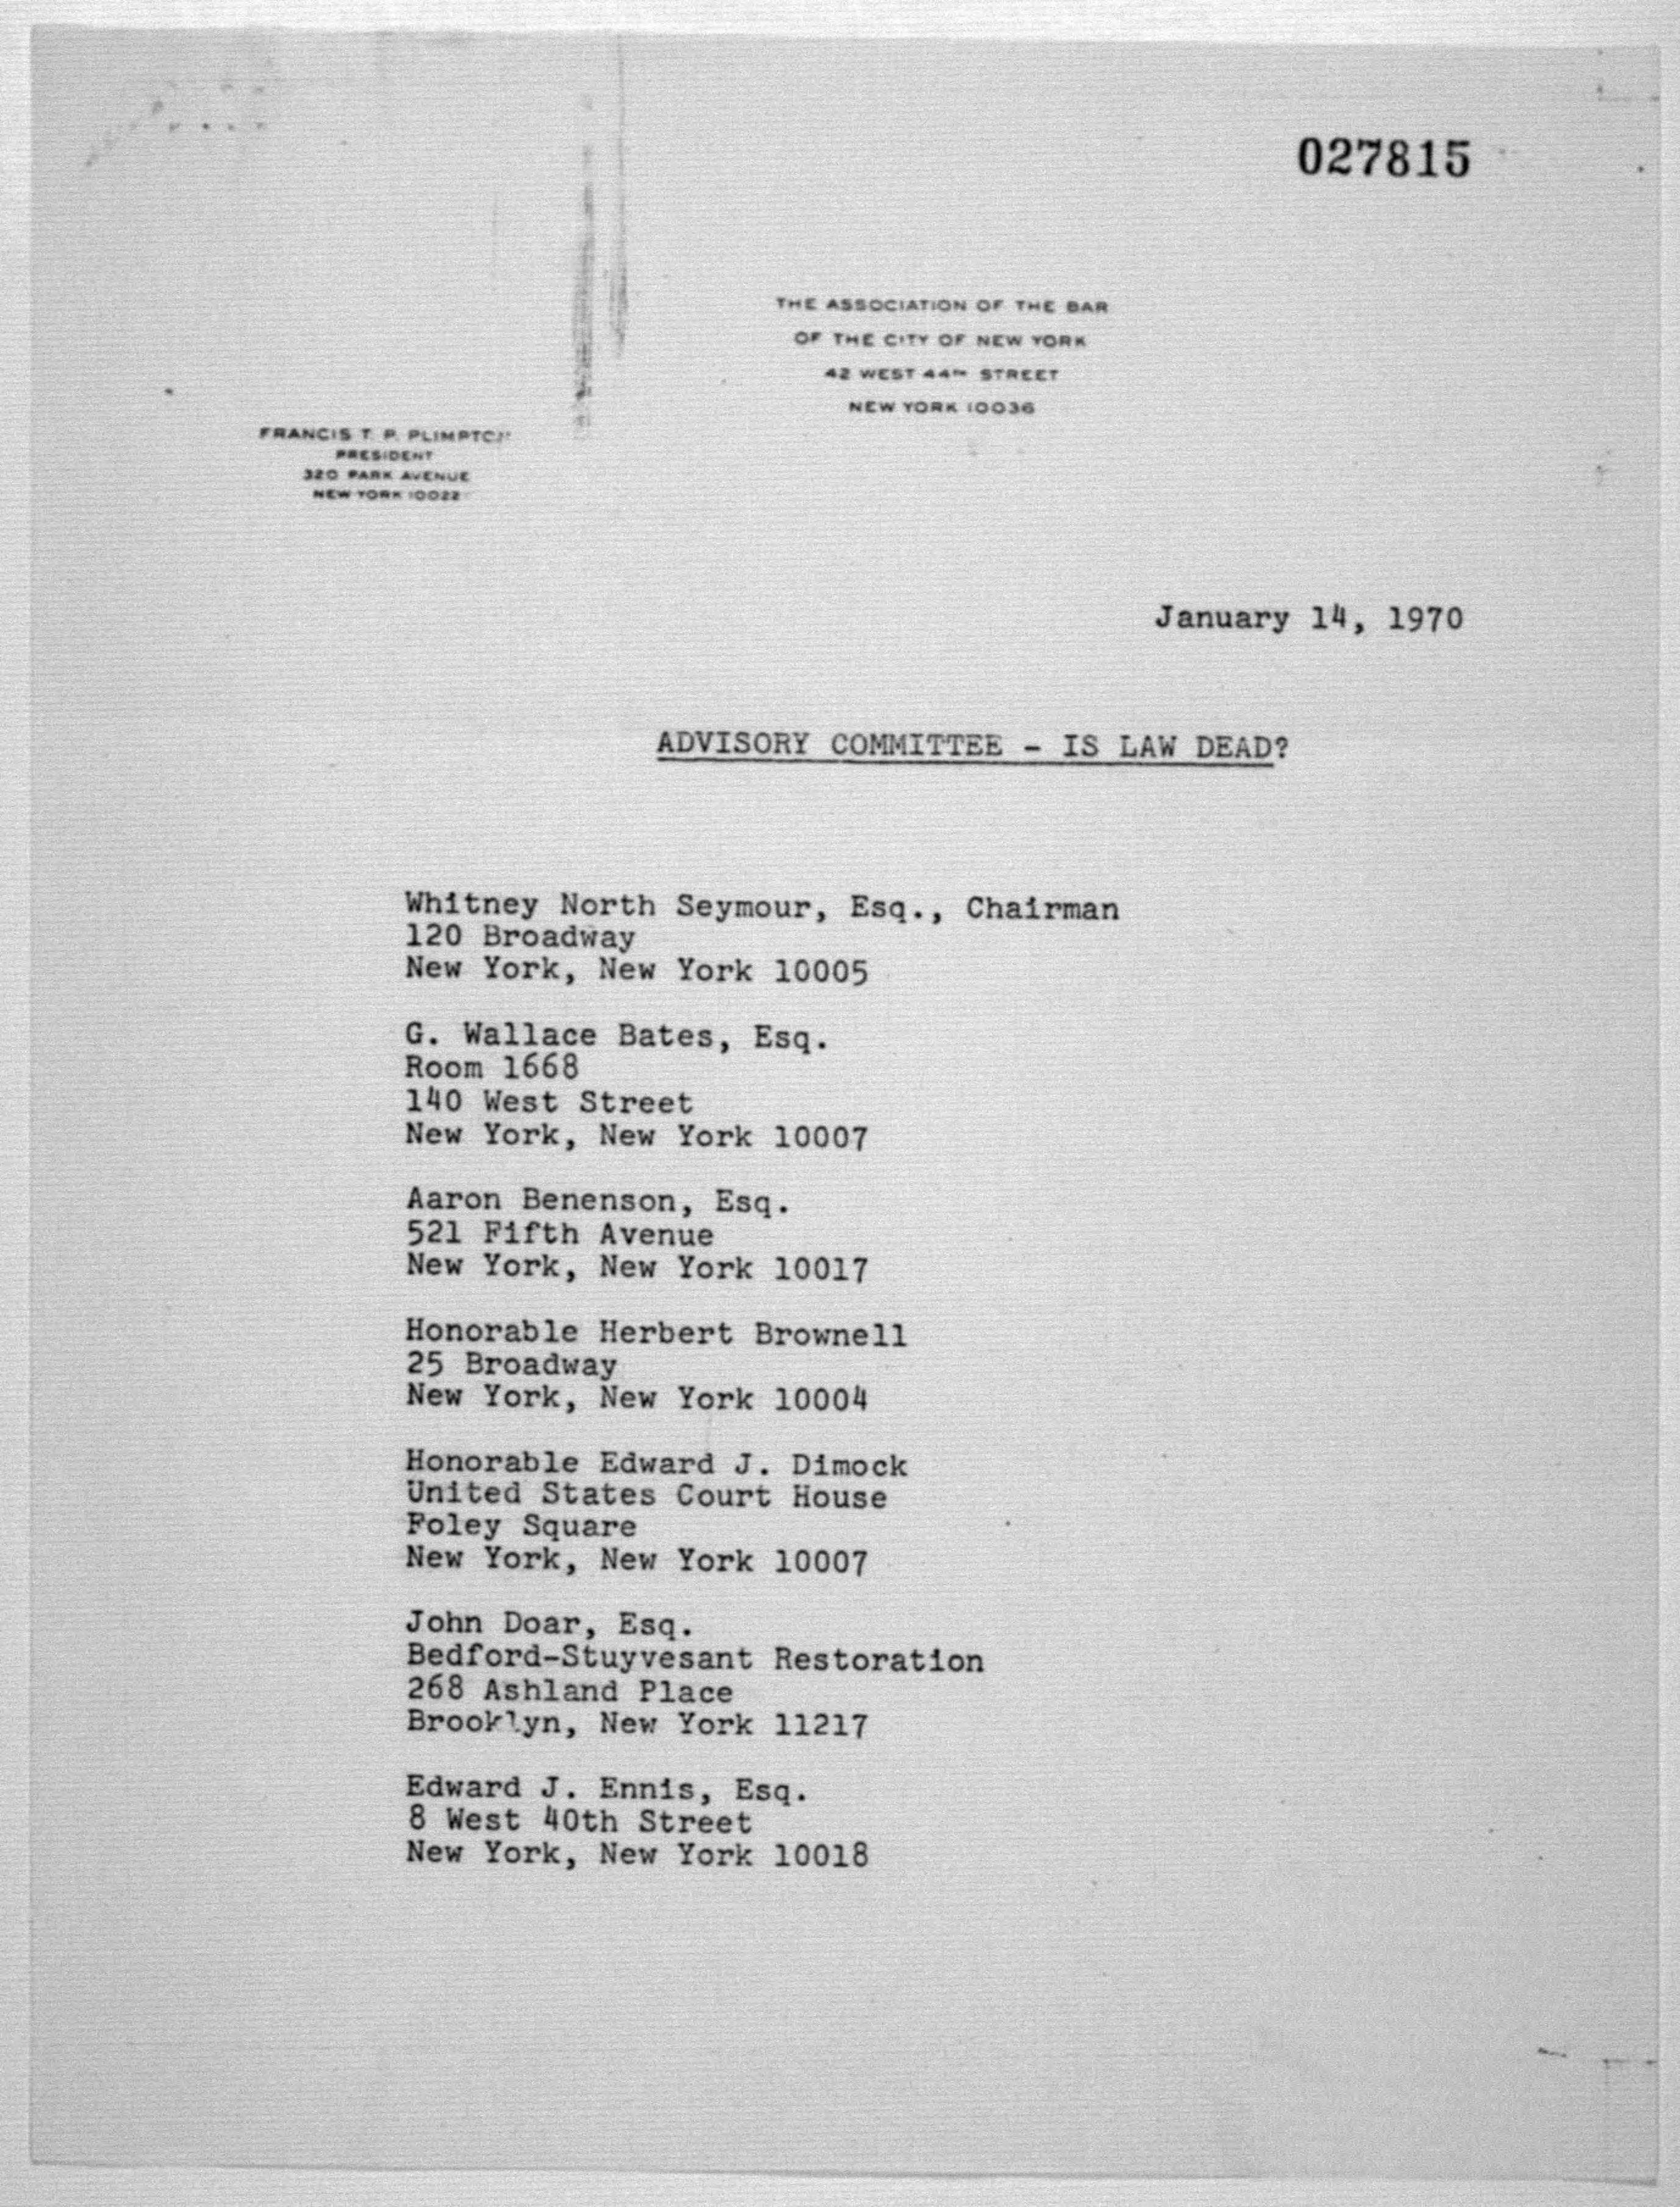 027815
THE ASSOCIATION OF THE BAR
OF THE CITY OF NEW YORK
42 WEST 44TH STREET
NEW YORK 10036
FRANCIS T. P. PLIMPTON
PRESIDENT
320 PARK AVENUE
NEW YORK 10022
January 14, 1970
ADVISORY COMMITTEE - IS LAW DEAD?
Whitney North Seymour, Esq., Chairman
120 Broadway
New York, New York 10005
G. Wallace Bates, Esq.
Room 1668
140 West Street
New York, New York 10007
Aaron Benenson, Esq.
521 Fifth Avenue
New York, New York 10017
Honorable Herbert Brownell
25 Broadway
New York, New York 10004
Honorable Edward J. Dimock
United States Court House
Foley Square
New York, New York 10007
John Doar, Esq.
Bedford-Stuyvesant Restoration
268 Ashland Place
Brooklyn, New York 11217
Edward J. Ennis, Esq.
8 West 40th Street
New York, New York 10018